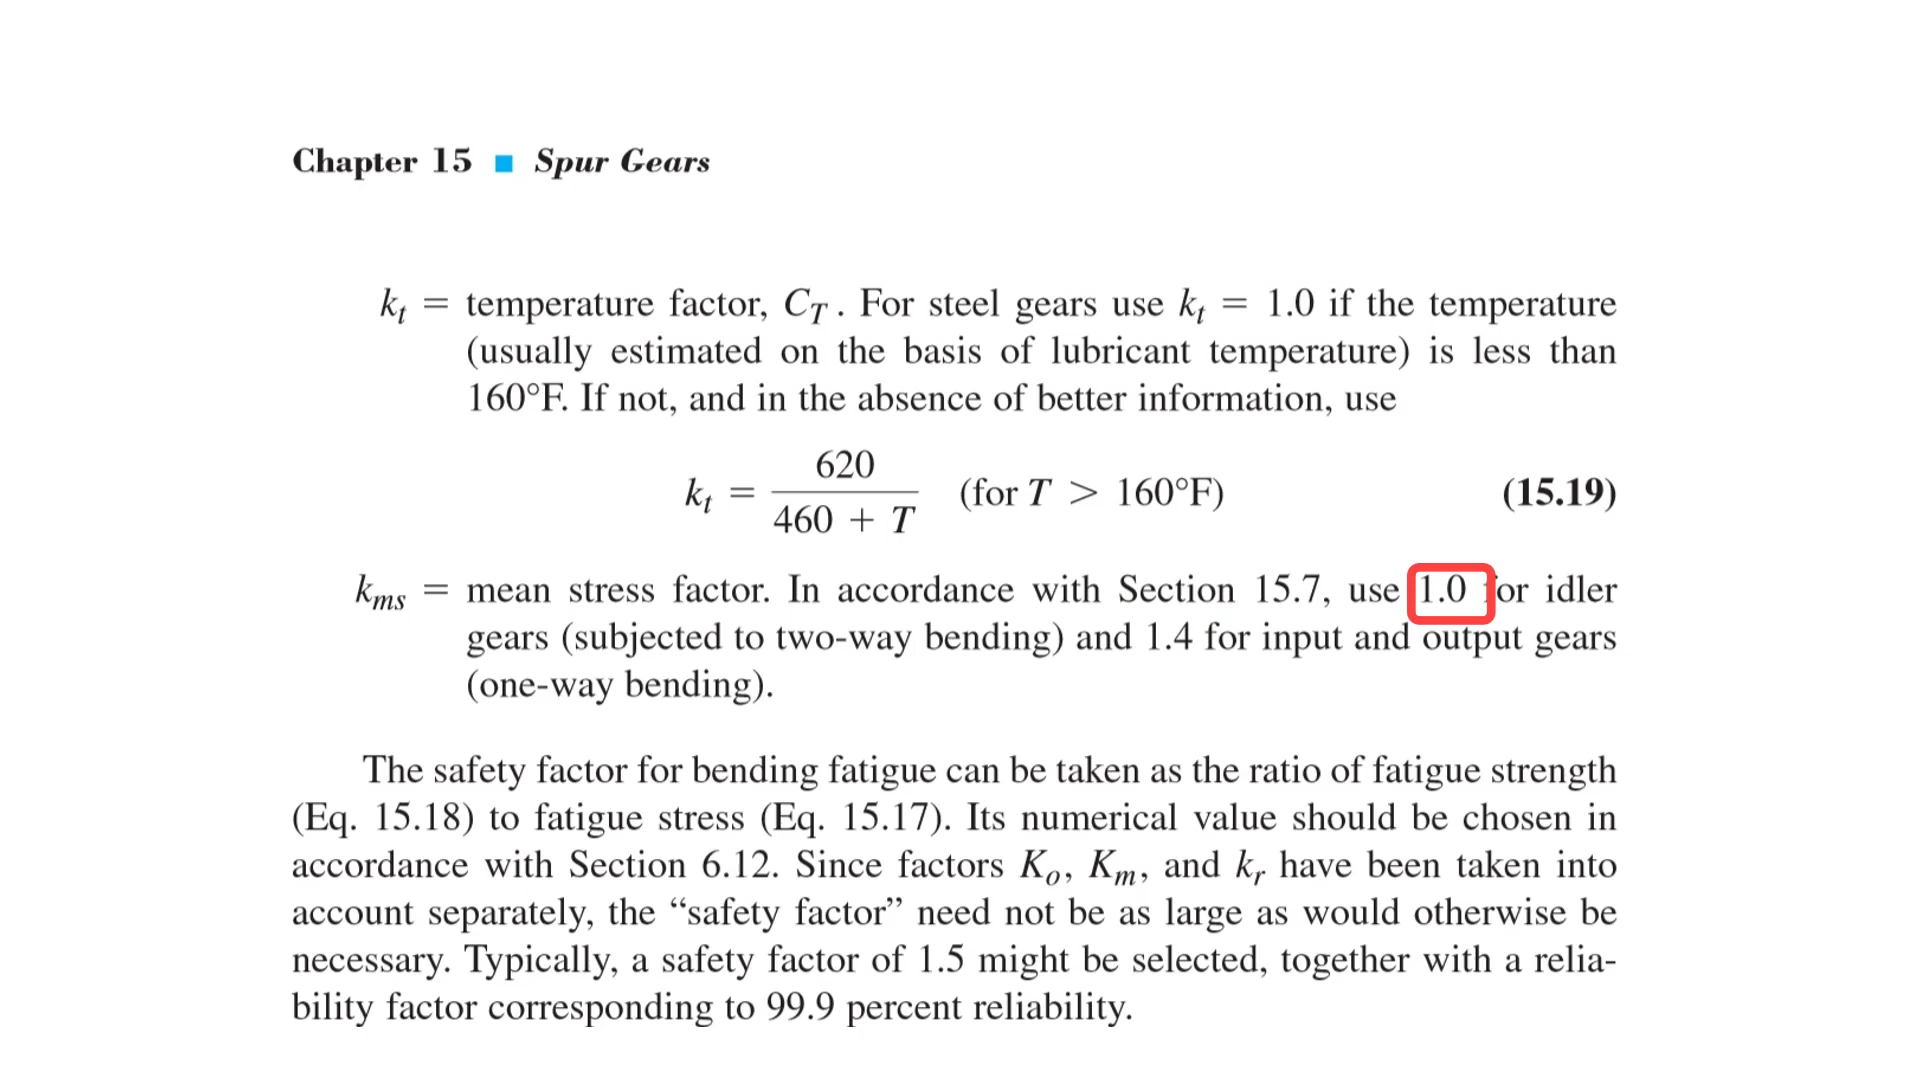 Chapter 15 ■ Spur Gears
kt = temperature factor, CT. For steel gears use kt = 1.0 if the temperature
(usually estimated on the basis of lubricant temperature) is less than
160°F. If not, and in the absence of better information, use
kt = 620 / (460 + T) (for T > 160°F) (15.19)
kms = mean stress factor. In accordance with Section 15.7, use 1.0 for idler
gears (subjected to two-way bending) and 1.4 for input and output gears
(one-way bending).
The safety factor for bending fatigue can be taken as the ratio of fatigue strength
(Eq. 15.18) to fatigue stress (Eq. 15.17). Its numerical value should be chosen in
accordance with Section 6.12. Since factors Ko, Km, and kr have been taken into
account separately, the “safety factor” need not be as large as would otherwise be
necessary. Typically, a safety factor of 1.5 might be selected, together with a relia-
bility factor corresponding to 99.9 percent reliability.